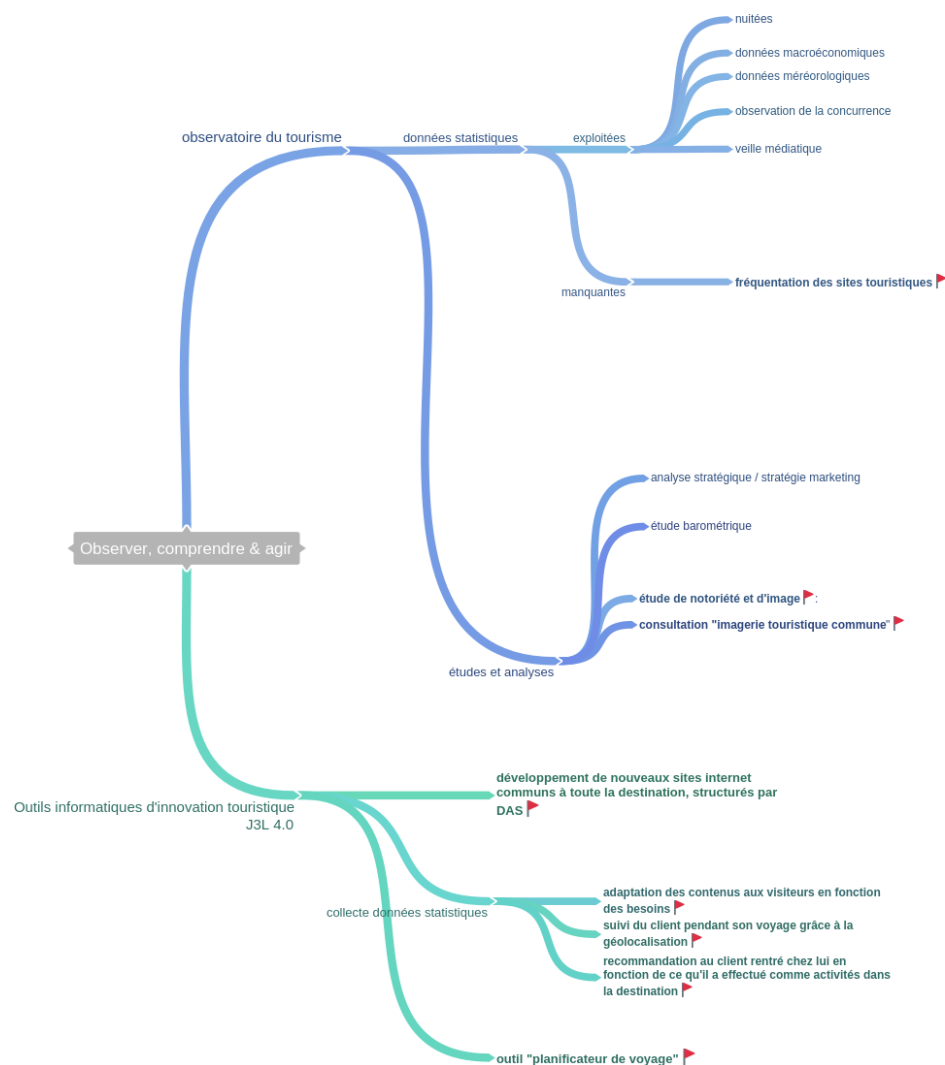 nuitées
données macroéconomiques
données méréorologiques
observation de la concurrence
observatoire du tourisme
données statistiques
exploitées
veille médiatique
manquantes
fréquentation des sites touristiques
analyse stratégique / stratégie marketing
étude barométrique
Observer, comprendre & agir
étude de notoriété et d'image :
consultation "imagerie touristique commune"
études et analyses
développement de nouveaux sites internet
communs à toute la destination, structurés par
DAS
Outils informatiques d'innovation touristique
J3L 4.0
collecte données statistiques
adaptation des contenus aux visiteurs en fonction
des besoins
suivi du client pendant son voyage grâce à la
géolocalisation
recommandation au client rentré chez lui en
fonction de ce qu'il a effectué comme activités dans
la destination
outil "planificateur de voyage"